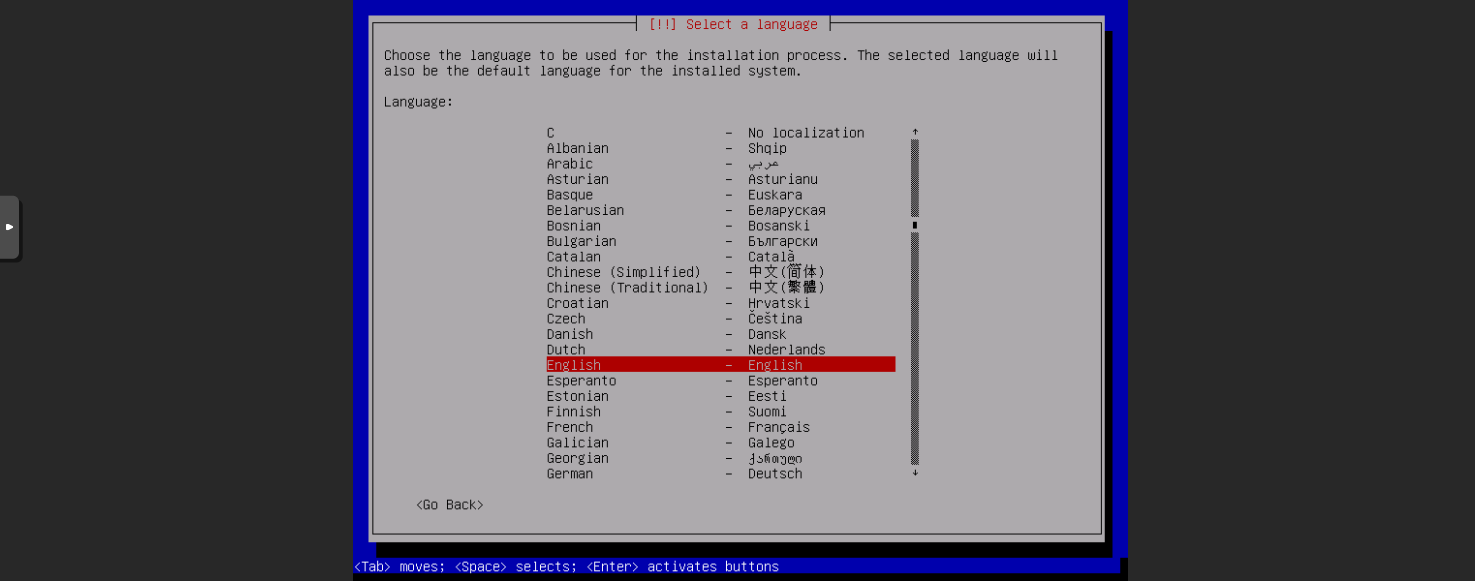 [!!] Select a language
Choose the language to be used for the installation process. The selected language will
also be the default language for the installed system.
Language:
C - No localization ↑
Albanian - Shqip
Arabic - عربي
Asturian - Asturianu
Basque - Euskara
Belarusian - Беларуская
Bosnian - Bosanski
Bulgarian - Български
Catalan - Català
Chinese (Simplified) - 中文(简体)
Chinese (Traditional) - 中文(繁體)
Croatian - Hrvatski
Czech - Čeština
Danish - Dansk
Dutch - Nederlands
English - English
Esperanto - Esperanto
Estonian - Eesti
Finnish - Suomi
French - Français
Galician - Galego
Georgian - ქართული
German - Deutsch ↓
<Go Back>
<Tab> moves; <Space> selects; <Enter> activates buttons